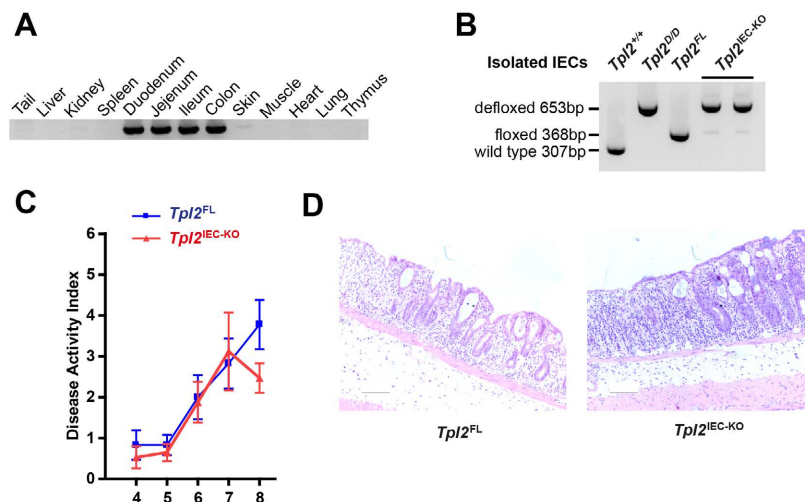 A
Tail Liver Kidney Spleen Duodenum Jejenum Ileum Colon Skin Muscle Heart Lung Thymus
B
Isolated IECs Tpl2+/+ Tpl2D/D Tpl2FL Tpl2IEC-KO
defloxed 653bp
floxed 368bp
wild type 307bp
C
Tpl2FL
Tpl2IEC-KO
Disease Activity Index
6
5
4
3
2
1
0
4 5 6 7 8
D
Tpl2FL Tpl2IEC-KO